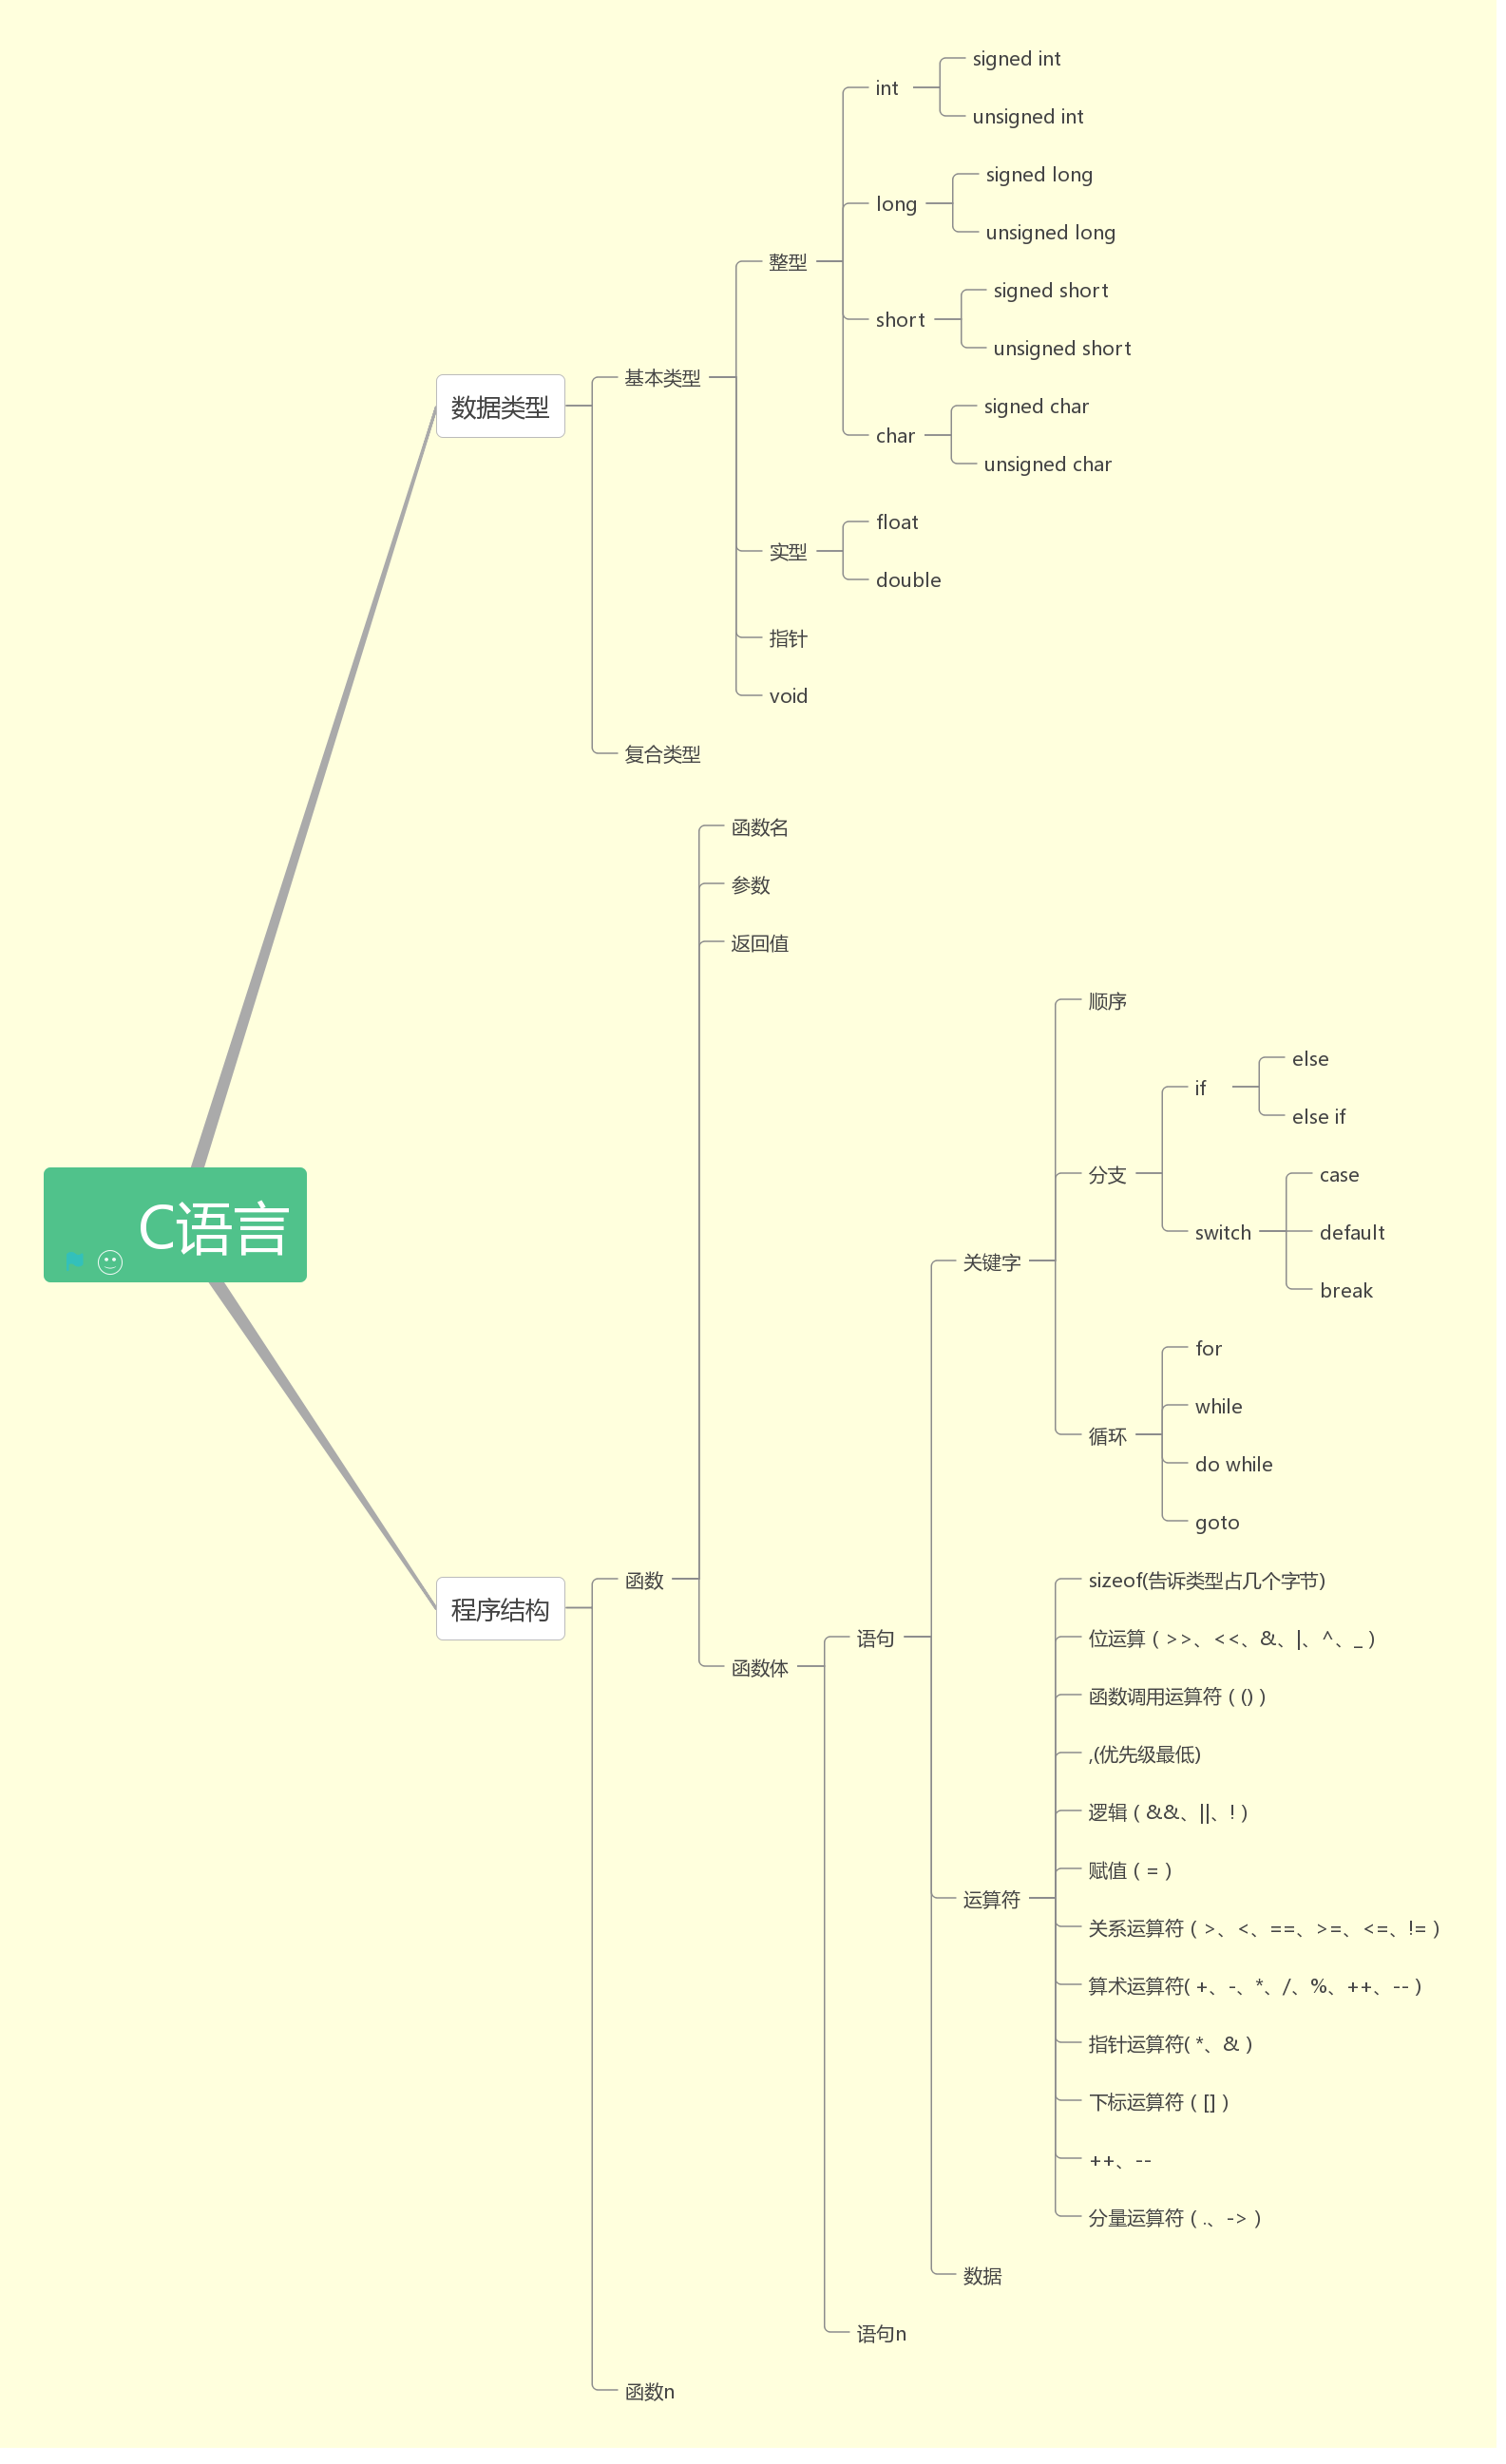 C语言
数据类型
基本类型
整型
int
signed int
unsigned int
long
signed long
unsigned long
short
signed short
unsigned short
char
signed char
unsigned char
实型
float
double
指针
void
复合类型
程序结构
函数
函数名
参数
返回值
函数体
语句
关键字
顺序
分支
if
else
else if
switch
case
default
break
循环
for
while
do while
goto
运算符
sizeof(告诉类型占几个字节)
位运算 ( >>、<<、&、|、^、_ )
函数调用运算符 ( () )
,(优先级最低)
逻辑 ( &&、||、! )
赋值 ( = )
关系运算符 ( >、<、==、>=、<=、!= )
算术运算符( +、-、*、/、%、++、-- )
指针运算符( *、& )
下标运算符 ( [] )
++、--
分量运算符 ( .、-> )
数据
语句n
函数n